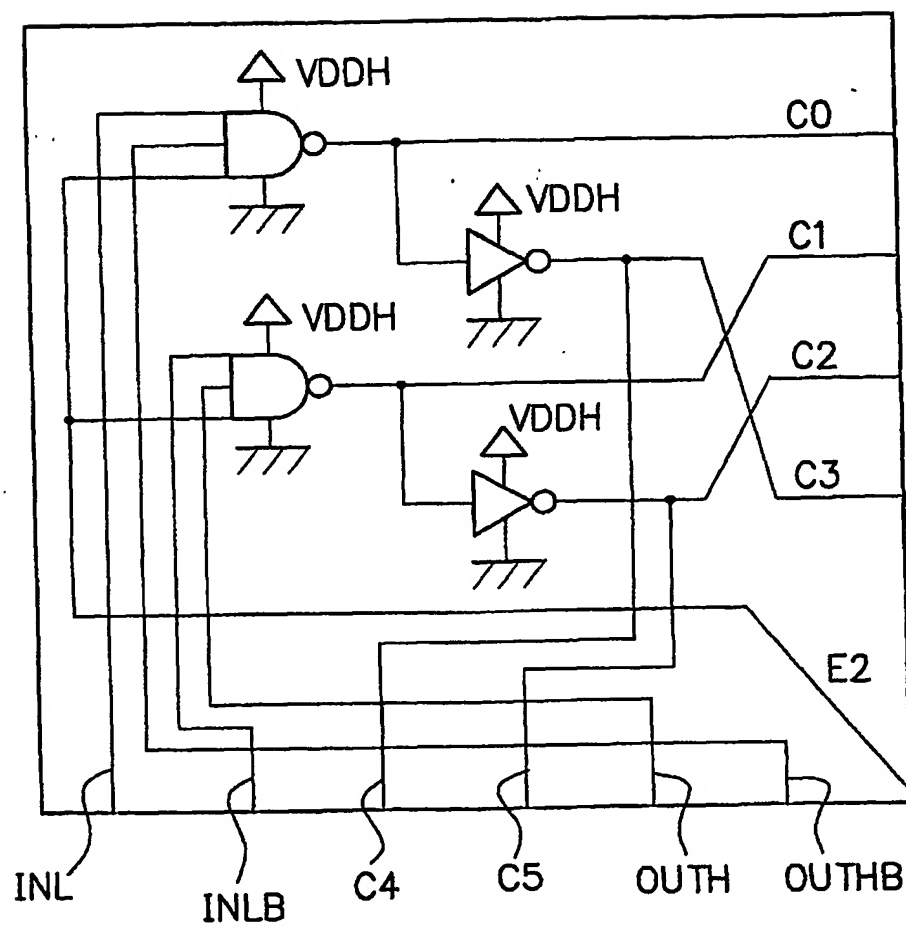 VDDH
C0
VDDH
C1
VDDH
C2
VDDH
C3
E2
INL
INLB
C4
C5
OUTH
OUTHB